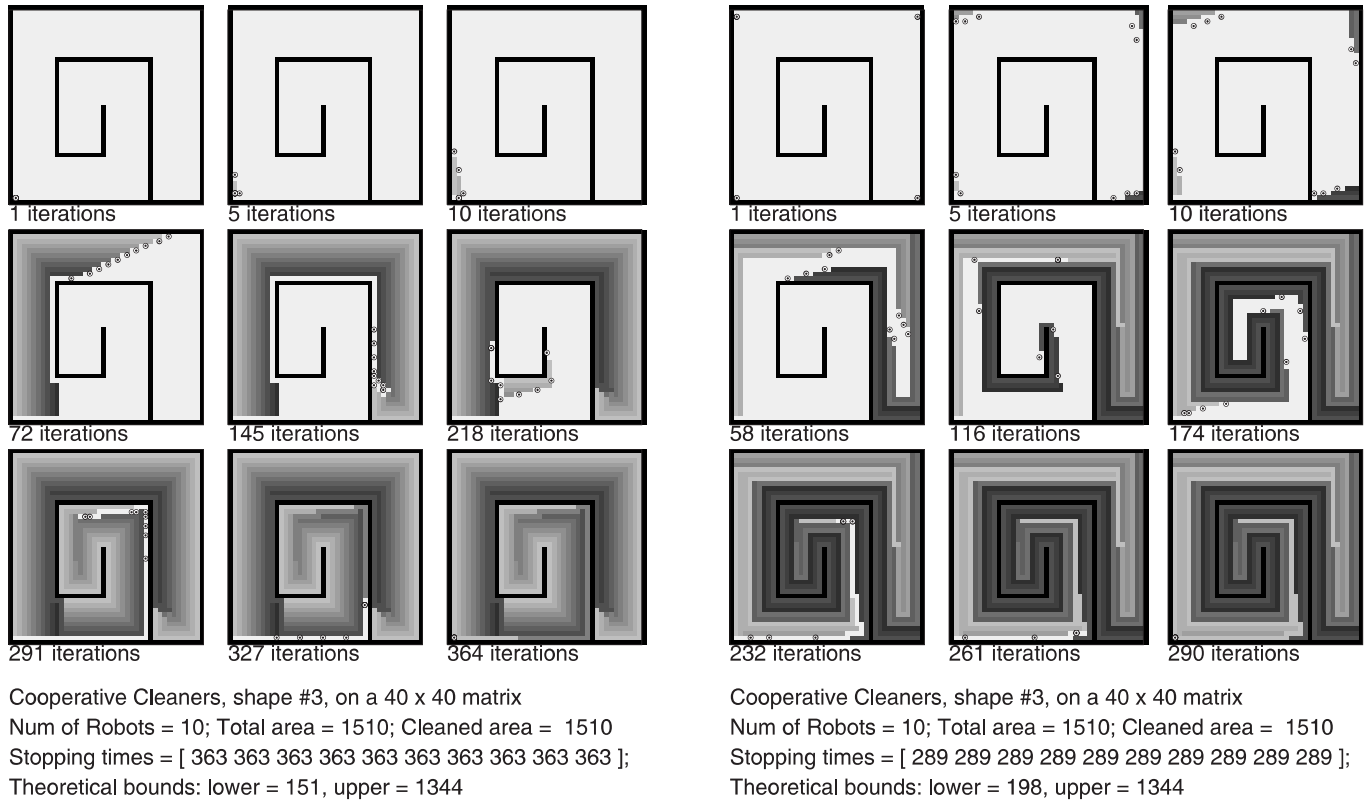 1 iterations
5 iterations
10 iterations
72 iterations
145 iterations
218 iterations
291 iterations
327 iterations
364 iterations
Cooperative Cleaners, shape #3, on a 40 x 40 matrix
Num of Robots = 10; Total area = 1510; Cleaned area = 1510
Stopping times = [ 363 363 363 363 363 363 363 363 363 363 ];
Theoretical bounds: lower = 151, upper = 1344
1 iterations
5 iterations
10 iterations
58 iterations
116 iterations
174 iterations
232 iterations
261 iterations
290 iterations
Cooperative Cleaners, shape #3, on a 40 x 40 matrix
Num of Robots = 10; Total area = 1510; Cleaned area = 1510
Stopping times = [ 289 289 289 289 289 289 289 289 289 289 ];
Theoretical bounds: lower = 198, upper = 1344